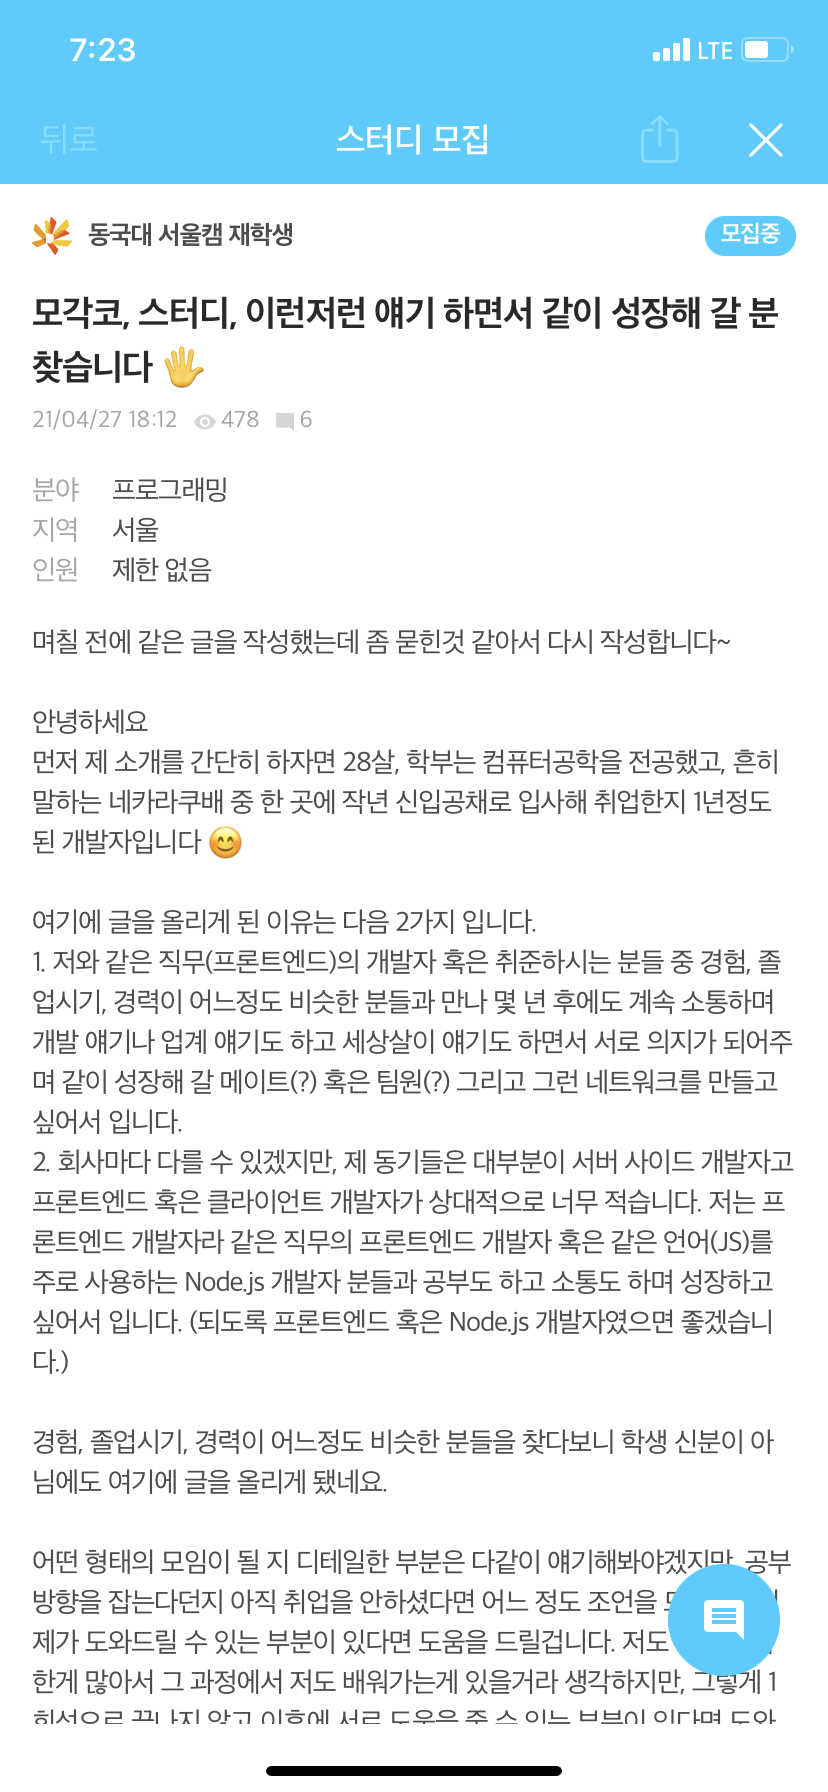 7:23
LTE
뒤로
스터디 모집
동국대 서울캠 재학생
모집중
모각코, 스터디, 이런저런 얘기 하면서 같이 성장해 갈 분
찾습니다 🖐
21/04/27 18:12 478 6
분야 프로그래밍
지역 서울
인원 제한 없음
며칠 전에 같은 글을 작성했는데 좀 묻힌것 같아서 다시 작성합니다~
안녕하세요
먼저 제 소개를 간단히 하자면 28살, 학부는 컴퓨터공학을 전공했고, 흔히
말하는 네카라쿠배 중 한 곳에 작년 신입공채로 입사해 취업한지 1년정도
된 개발자입니다 😊
여기에 글을 올리게 된 이유는 다음 2가지 입니다.
1. 저와 같은 직무(프론트엔드)의 개발자 혹은 취준하시는 분들 중 경험, 졸
업시기, 경력이 어느정도 비슷한 분들과 만나 몇 년 후에도 계속 소통하며
개발 얘기나 업계 얘기도 하고 세상살이 얘기도 하면서 서로 의지가 되어주
며 같이 성장해 갈 메이트(?) 혹은 팀원(?) 그리고 그런 네트워크를 만들고
싶어서 입니다.
2. 회사마다 다를 수 있겠지만, 제 동기들은 대부분이 서버 사이드 개발자고
프론트엔드 혹은 클라이언트 개발자가 상대적으로 너무 적습니다. 저는 프
론트엔드 개발자라 같은 직무의 프론트엔드 개발자 혹은 같은 언어(JS)를
주로 사용하는 Node.js 개발자 분들과 공부도 하고 소통도 하며 성장하고
싶어서 입니다. (되도록 프론트엔드 혹은 Node.js 개발자였으면 좋겠습니
다.)
경험, 졸업시기, 경력이 어느정도 비슷한 분들을 찾다보니 학생 신분이 아
님에도 여기에 글을 올리게 됐네요.
어떤 형태의 모임이 될 지 디테일한 부분은 다같이 얘기해봐야겠지만, 공부
방향을 잡는다던지 아직 취업을 안하셨다면 어느 정도 조언을
제가 도와드릴 수 있는 부분이 있다면 도움을 드릴겁니다. 저도
한게 많아서 그 과정에서 저도 배워가는게 있을거라 생각하지만, 그렇게 1
회성으로 끝나지 않고 이후에 서로 도움을 줄 수 있는 부분이 있다면 도와